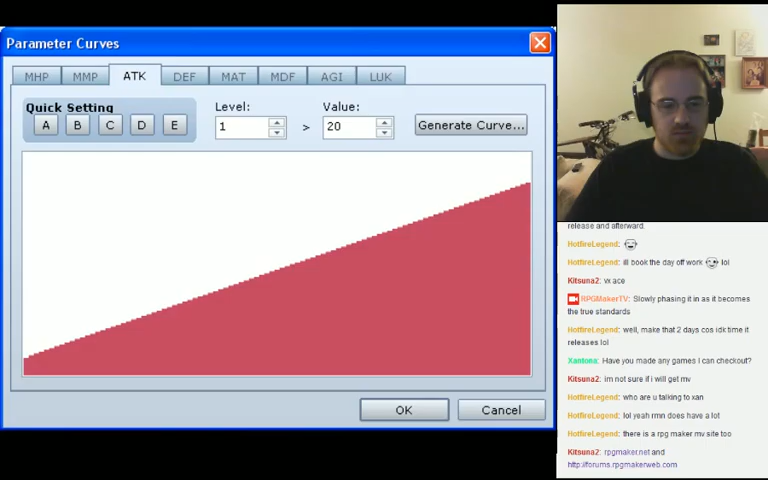 Parameter Curves
MHP MMP ATK DEF MAT MDF AGI LUK
Quick Setting
A B C D E
Level:
1
>
Value:
20
Generate Curve...
OK Cancel
release and afterward.
HotfireLegend:
HotfireLegend: ill book the day off work lol
Kitsuna2: vx ace
RPGMakerTV: Slowly phasing it in as it becomes
the true standards
HotfireLegend: well, make that 2 days cos idk time it
releases lol
Xantona: Have you made any games I can checkout?
Kitsuna2: im not sure if i will get mv
HotfireLegend: who are u talking to xan
HotfireLegend: lol yeah rmn does have a lot
HotfireLegend: there is a rpg maker mv site too
Kitsuna2: rpgmaker.net and
http://forums.rpgmakerweb.com